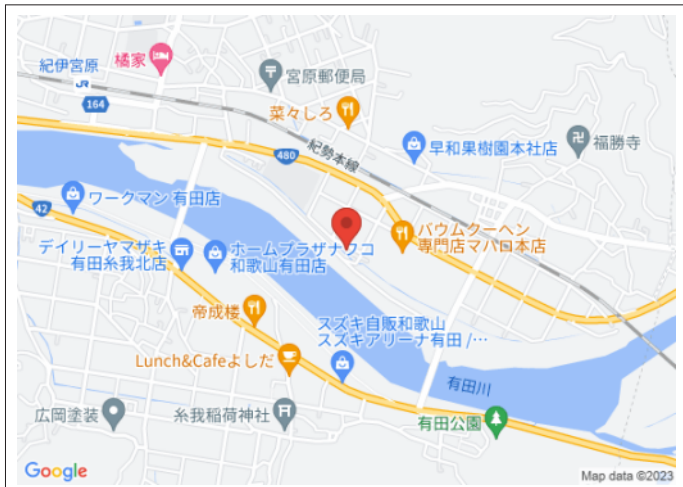 紀伊宮原
JR
164
橘家
宮原郵便局
菜々しろ
480
紀勢本線
早和果樹園本社店
福勝寺
42
ワークマン 有田店
デイリーヤマザキ
有田糸我北店
ホームプラザナフコ
和歌山有田店
バウムクーヘン
専門店マパロ本店
帝成楼
スズキ自販和歌山
スズキアリーナ有田 /…
Lunch&Cafeよしだ
有田川
広岡塗装
糸我稲荷神社
有田公園
Google
Map data ©2023